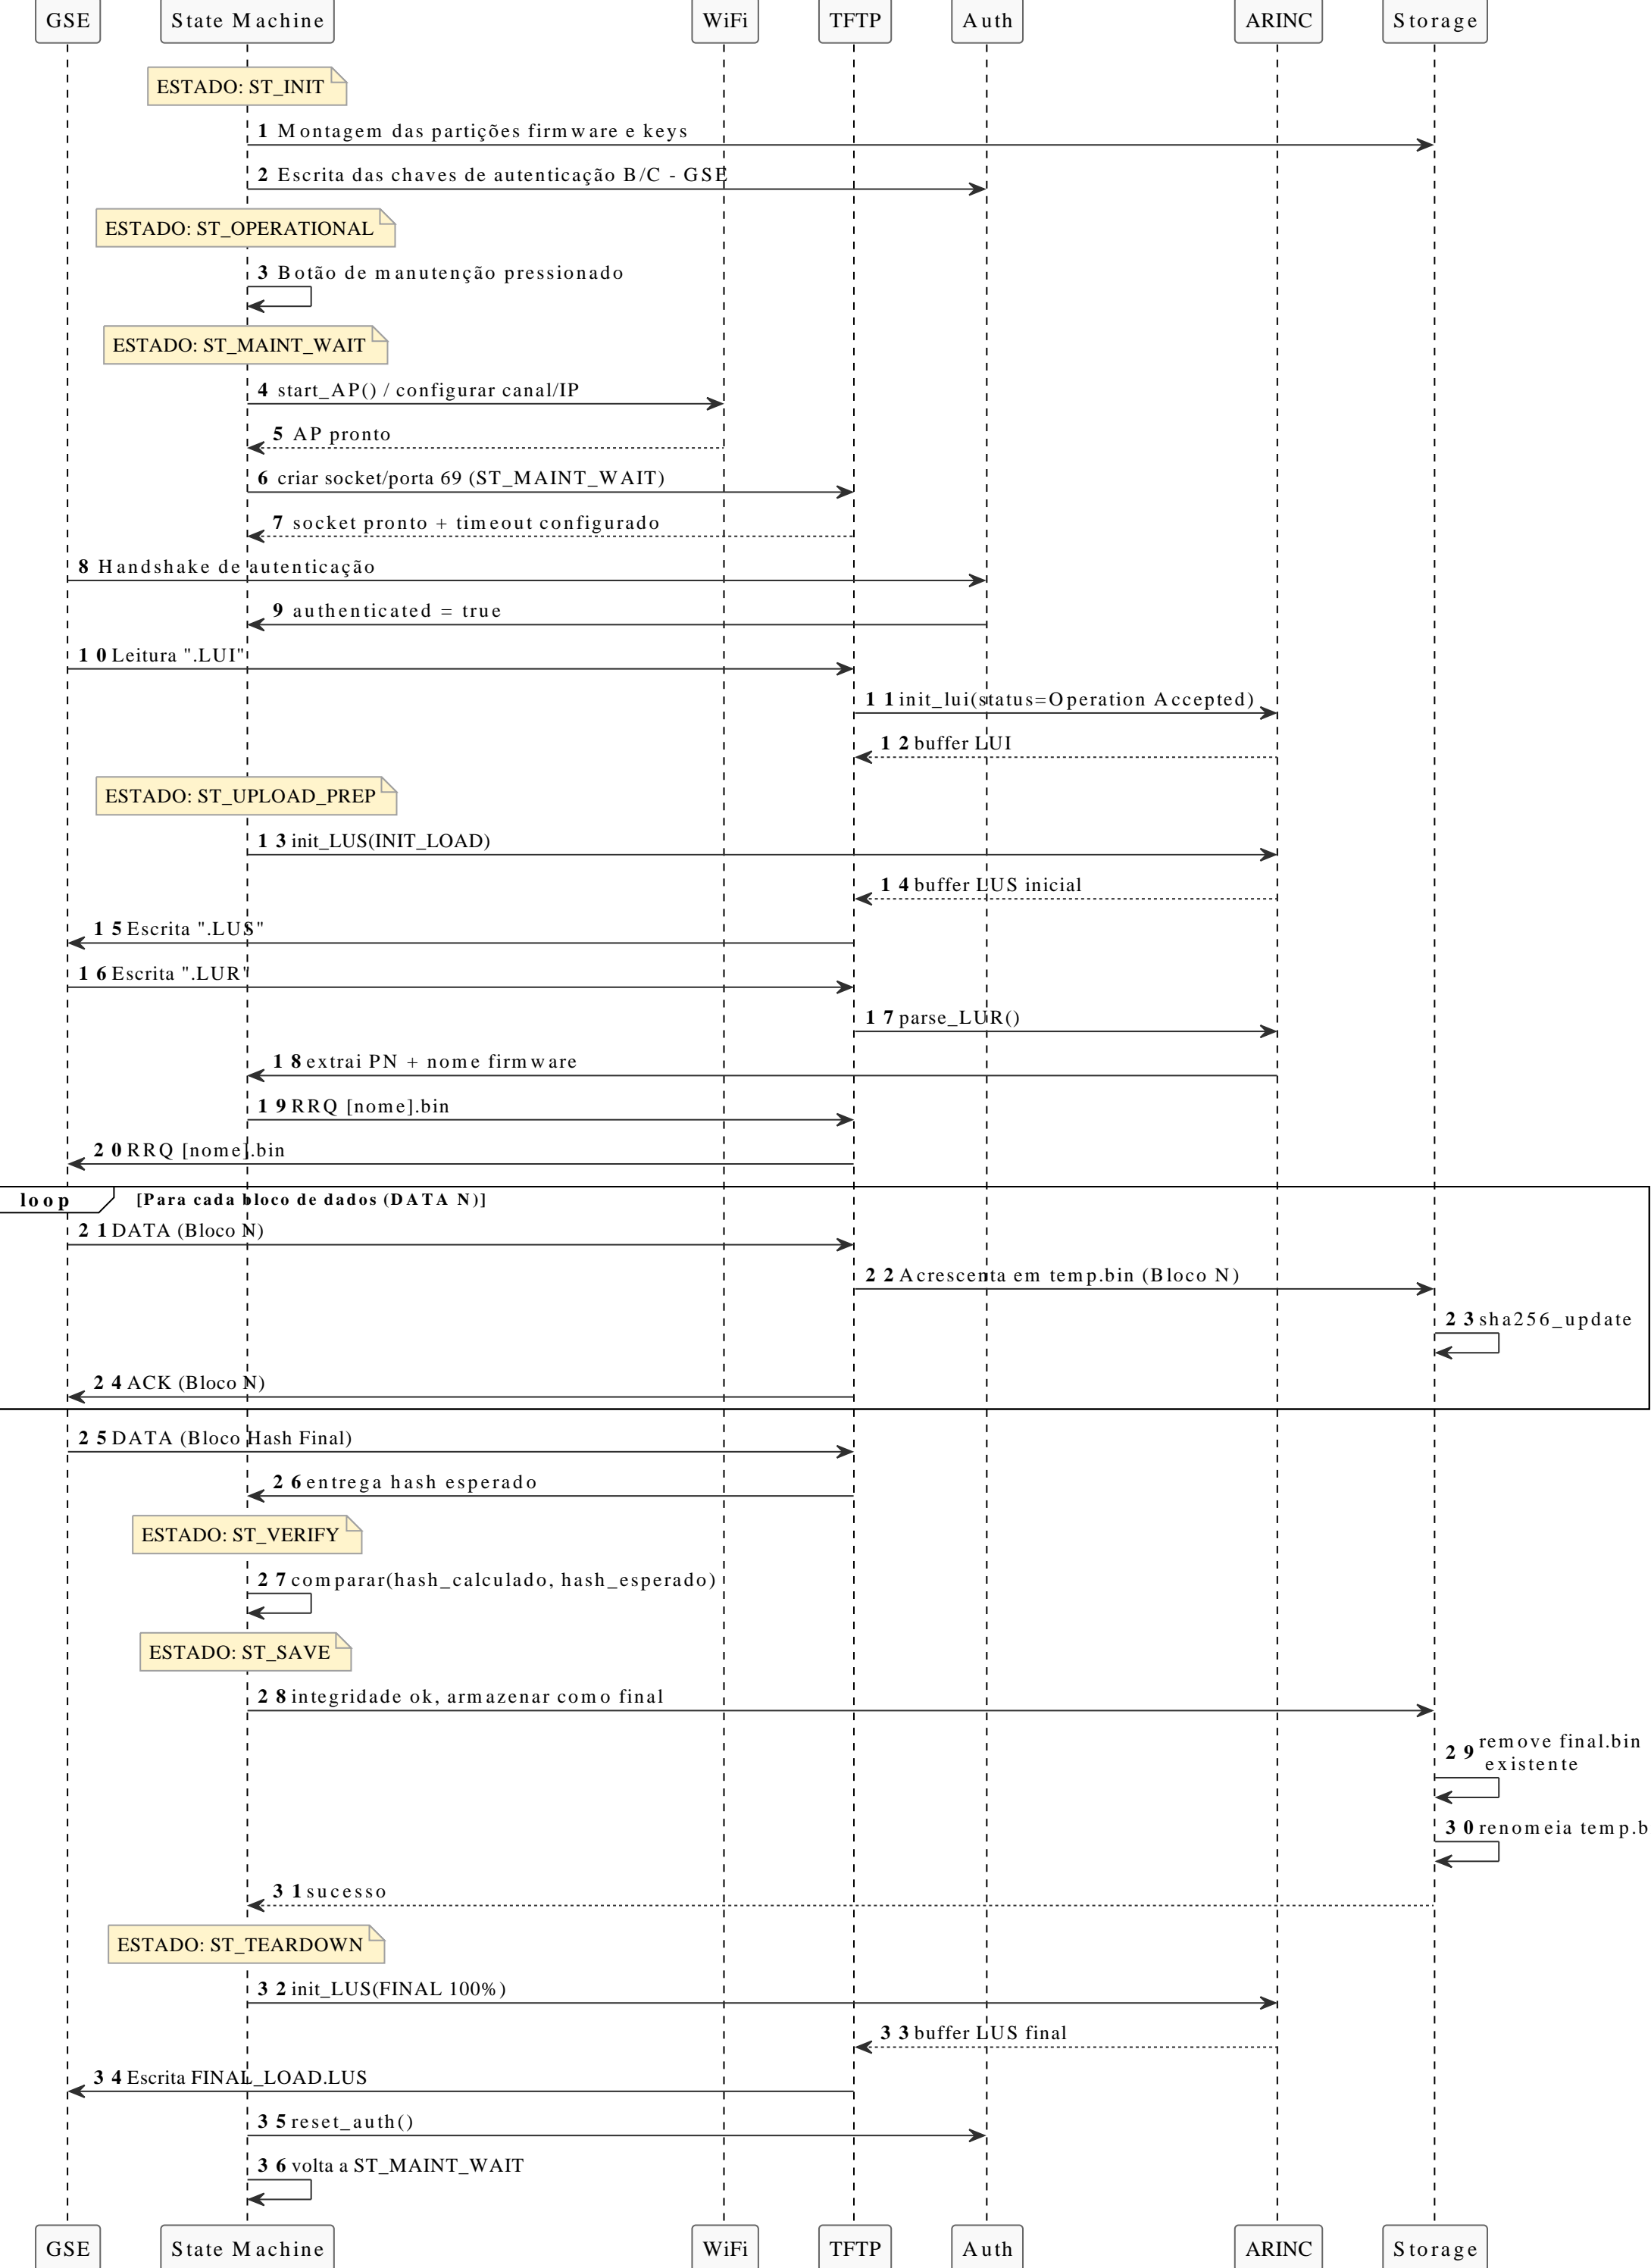 GSE State Machine WiFi TFTP Auth ARINC Storage
ESTADO: ST_INIT
1 Montagem das partições firmware e keys
2 Escrita das chaves de autenticação B/C - GSE
ESTADO: ST_OPERATIONAL
3 Botão de manutenção pressionado
ESTADO: ST_MAINT_WAIT
4 start_AP() / configurar canal/IP
5 AP pronto
6 criar socket/porta 69 (ST_MAINT_WAIT)
7 socket pronto + timeout configurado
8 Handshake de autenticação
9 authenticated = true
10 Leitura ".LUI"
11 init_lui(status=Operation Accepted)
12 buffer LUI
ESTADO: ST_UPLOAD_PREP
13 init_LUS(INIT_LOAD)
14 buffer LUS inicial
15 Escrita ".LUS"
16 Escrita ".LUR"
17 parse_LUR()
18 extrai PN + nome firmware
19 RRQ [nome].bin
20 RRQ [nome].bin
loop [Para cada bloco de dados (DATA N)]
21 DATA (Bloco N)
22 Acrescenta em temp.bin (Bloco N)
23 sha256_update
24 ACK (Bloco N)
25 DATA (Bloco Hash Final)
26 entrega hash esperado
ESTADO: ST_VERIFY
27 comparar(hash_calculado, hash_esperado)
ESTADO: ST_SAVE
28 integridade ok, armazenar como final
29 remove final.bin
existente
30 renomeia temp.b
31 sucesso
ESTADO: ST_TEARDOWN
32 init_LUS(FINAL 100%)
33 buffer LUS final
34 Escrita FINAL_LOAD.LUS
35 reset_auth()
36 volta a ST_MAINT_WAIT
GSE State Machine WiFi TFTP Auth ARINC Storage